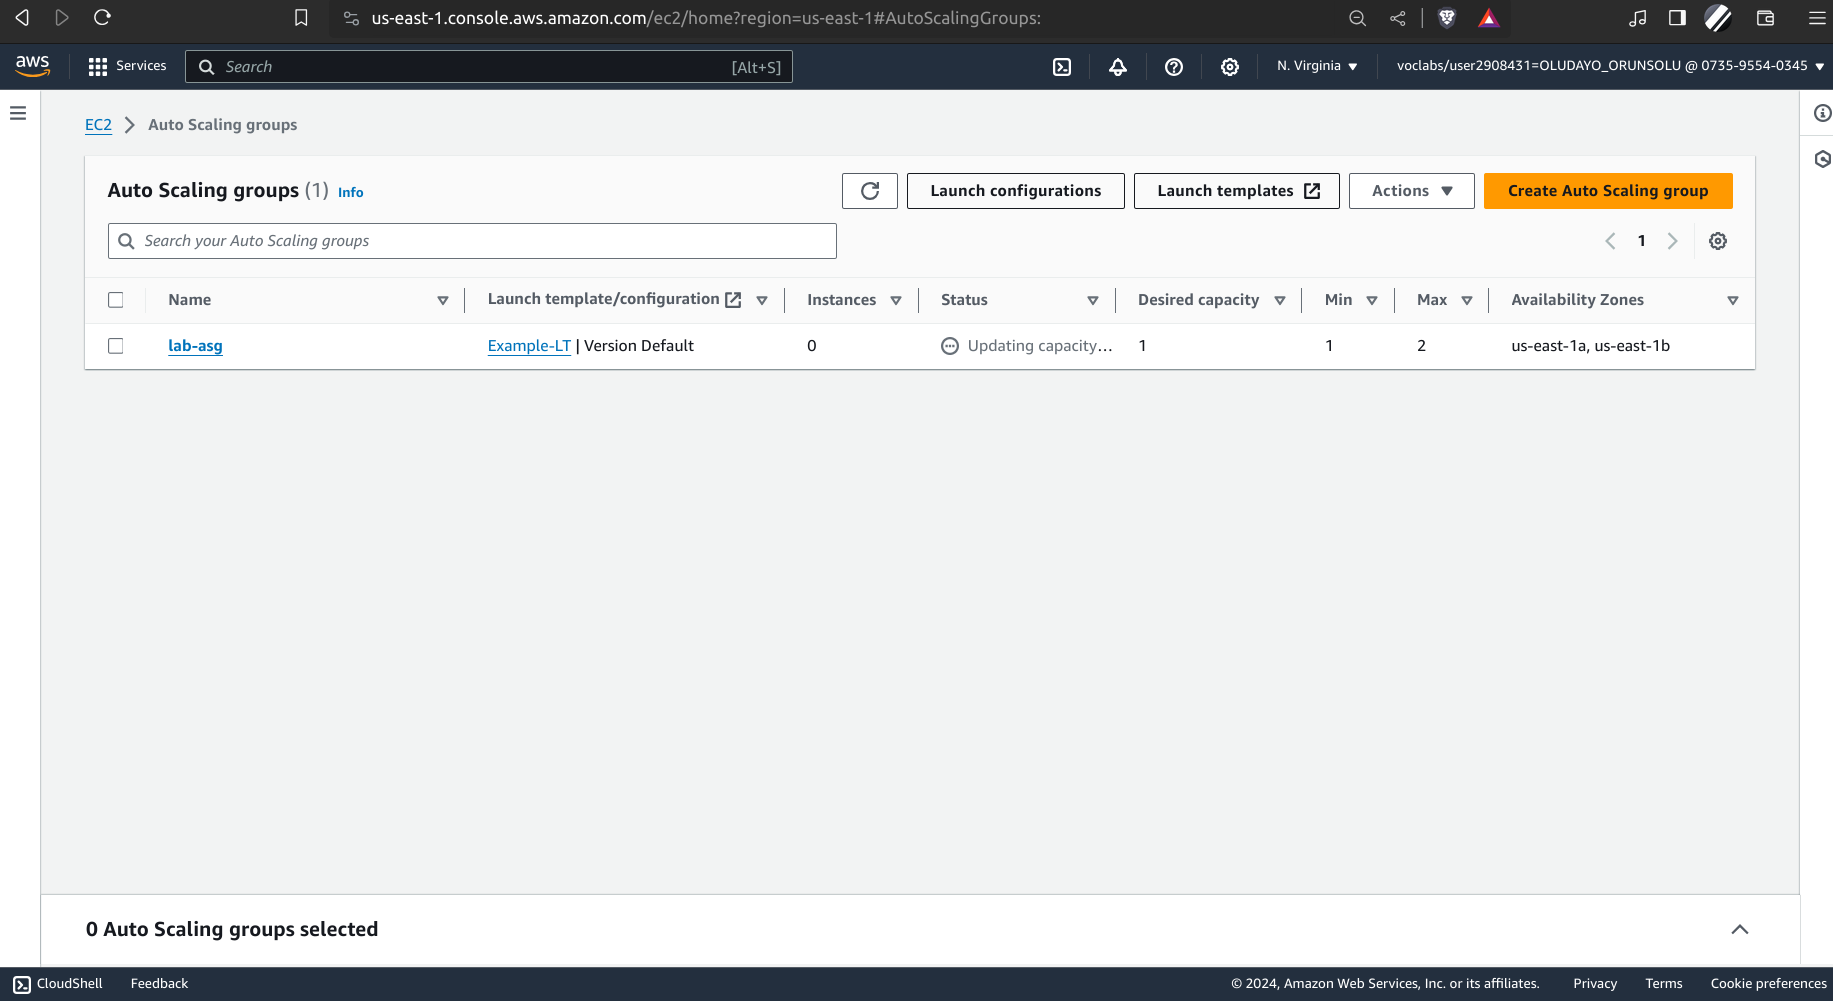 us-east-1.console.aws.amazon.com/ec2/home?region=us-east-1#AutoScalingGroups:
aws Services Search [Alt+S] N. Virginia voclabs/user2908431=OLUDAYO_ORUNSOLU @ 0735-9554-0345
EC2 Auto Scaling groups
Auto Scaling groups (1) Info Launch configurations Launch templates Actions Create Auto Scaling group
Search your Auto Scaling groups 1
Name Launch template/configuration Instances Status Desired capacity Min Max Availability Zones
lab-asg Example-LT | Version Default 0 Updating capacity... 1 1 2 us-east-1a, us-east-1b
0 Auto Scaling groups selected
CloudShell Feedback © 2024, Amazon Web Services, Inc. or its affiliates. Privacy Terms Cookie preferences